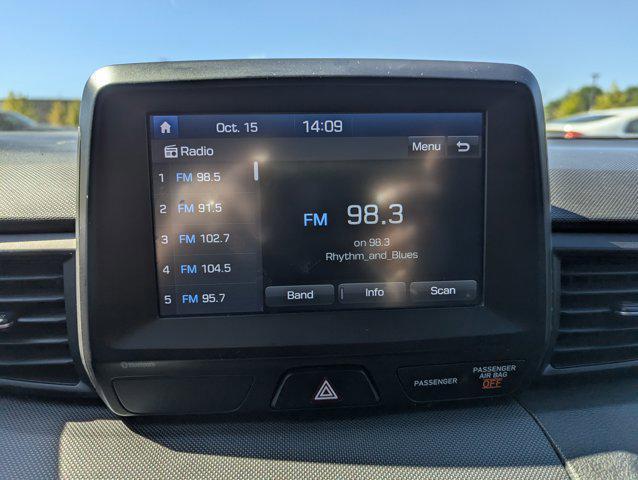 Oct. 15 14:09
Radio Menu
1 FM 98.5
2 FM 91.5
3 FM 102.7
4 FM 104.5
5 FM 95.7
FM 98.3
on 98.3
Rhythm_and_Blues
Band Info Scan
Bluetooth
PASSENGER
PASSENGER
AIR BAG
OFF